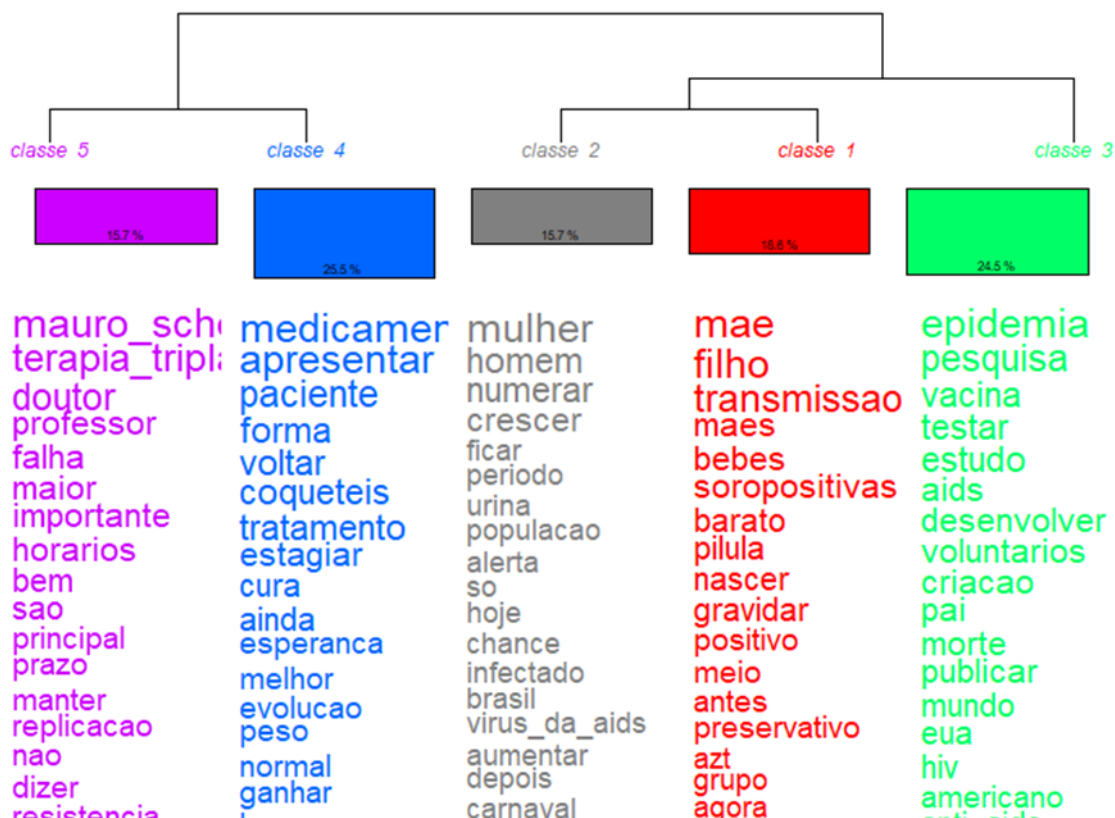 classe 5
classe 4
classe 2
classe 1
classe 3
15.7 %
25.5 %
15.7 %
18.6 %
24.5 %
mauro_sch
terapia_tripla
doutor
professor
falha
maior
importante
horarios
bem
sao
principal
prazo
manter
replicacao
nao
dizer
resistencia
medicamen
apresentar
paciente
forma
voltar
coqueteis
tratamento
estagiar
cura
ainda
esperanca
melhor
evolucao
peso
normal
ganhar
mulher
homem
numerar
crescer
ficar
periodo
urina
populacao
alerta
so
hoje
chance
infectado
brasil
virus_da_aids
aumentar
depois
carnaval
mae
filho
transmissao
maes
bebes
soropositivas
barato
pilula
nascer
gravidar
positivo
meio
antes
preservativo
azt
grupo
agora
epidemia
pesquisa
vacina
testar
estudo
aids
desenvolver
voluntarios
criacao
pai
morte
publicar
mundo
eua
hiv
americano